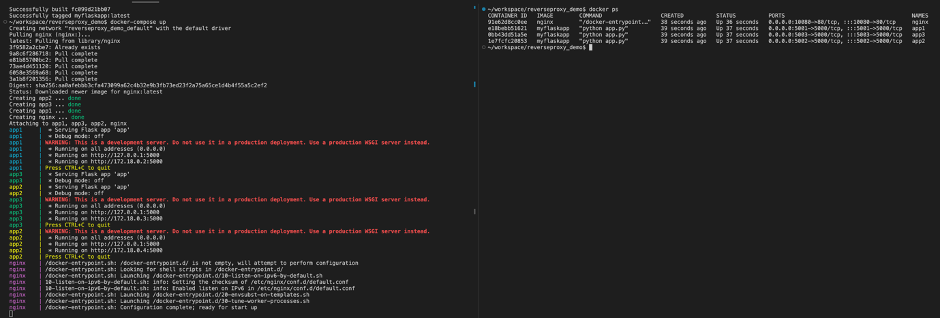 Successfully built fc099d21bb07
Successfully tagged myflaskapp:latest
~/workspace/reverseproxy_demo$ docker-compose up
Creating network "reverseproxy_demo_default" with the default driver
Pulling nginx (nginx:)...
latest: Pulling from library/nginx
3f9582a2cbe7: Already exists
9a8c6f286718: Pull complete
e81b85700bc2: Pull complete
73ae4d451120: Pull complete
6058e3569a68: Pull complete
3a1b8f201356: Pull complete
Status: Downloaded newer image for nginx:latest
Creating app2 ... done
Creating app3 ... done
Creating app1 ... done
Creating nginx ... done
Attaching to app1, app3, app2, nginx
app1 | * Serving Flask app 'app'
app1 | * Debug mode: off
app1 | WARNING: This is a development server. Do not use it in a production deployment. Use a production WSGI server instead.
app1 | * Running on all addresses (0.0.0.0)
app1 | * Running on http://127.0.0.1:5000
app1 | * Running on http://172.18.0.2:5000
app1 | Press CTRL+C to quit
app3 | * Serving Flask app 'app'
app3 | * Debug mode: off
app2 | * Serving Flask app 'app'
app2 | * Debug mode: off
app3 | WARNING: This is a development server. Do not use it in a production deployment. Use a production WSGI server instead.
app3 | * Running on all addresses (0.0.0.0)
app3 | * Running on http://127.0.0.1:5000
app3 | * Running on http://172.18.0.3:5000
app3 | Press CTRL+C to quit
app2 | WARNING: This is a development server. Do not use it in a production deployment. Use a production WSGI server instead.
app2 | * Running on all addresses (0.0.0.0)
app2 | * Running on http://127.0.0.1:5000
app2 | * Running on http://172.18.0.4:5000
app2 | Press CTRL+C to quit
nginx | /docker-entrypoint.sh: /docker-entrypoint.d/ is not empty, will attempt to perform configuration
nginx | /docker-entrypoint.sh: Looking for shell scripts in /docker-entrypoint.d/
nginx | /docker-entrypoint.sh: Launching /docker-entrypoint.d/10-listen-on-ipv6-by-default.sh
nginx | 10-listen-on-ipv6-by-default.sh: info: Getting the checksum of /etc/nginx/conf.d/default.conf
nginx | 10-listen-on-ipv6-by-default.sh: info: Enabled listen on IPv6 in /etc/nginx/conf.d/default.conf
nginx | /docker-entrypoint.sh: Launching /docker-entrypoint.d/20-envsubst-on-templates.sh
nginx | /docker-entrypoint.sh: Launching /docker-entrypoint.d/30-tune-worker-processes.sh
nginx | /docker-entrypoint.sh: Configuration complete; ready for start up
~/workspace/reverseproxy_demo$ docker ps
CONTAINER ID IMAGE COMMAND CREATED STATUS PORTS NAMES
91e62d8cc0ee nginx "/docker-entrypoint.…" 38 seconds ago Up 36 seconds 0.0.0.0:10080->80/tcp, :::10080->80/tcp nginx
e18bebb51621 myflaskapp "python app.py" 39 seconds ago Up 37 seconds 0.0.0.0:5001->5000/tcp, :::5001->5000/tcp app1
0bb43dd51a5e myflaskapp "python app.py" 39 seconds ago Up 37 seconds 0.0.0.0:5003->5000/tcp, :::5003->5000/tcp app3
1e7fcfc20853 myflaskapp "python app.py" 39 seconds ago Up 37 seconds 0.0.0.0:5002->5000/tcp, :::5002->5000/tcp app2
~/workspace/reverseproxy_demo$